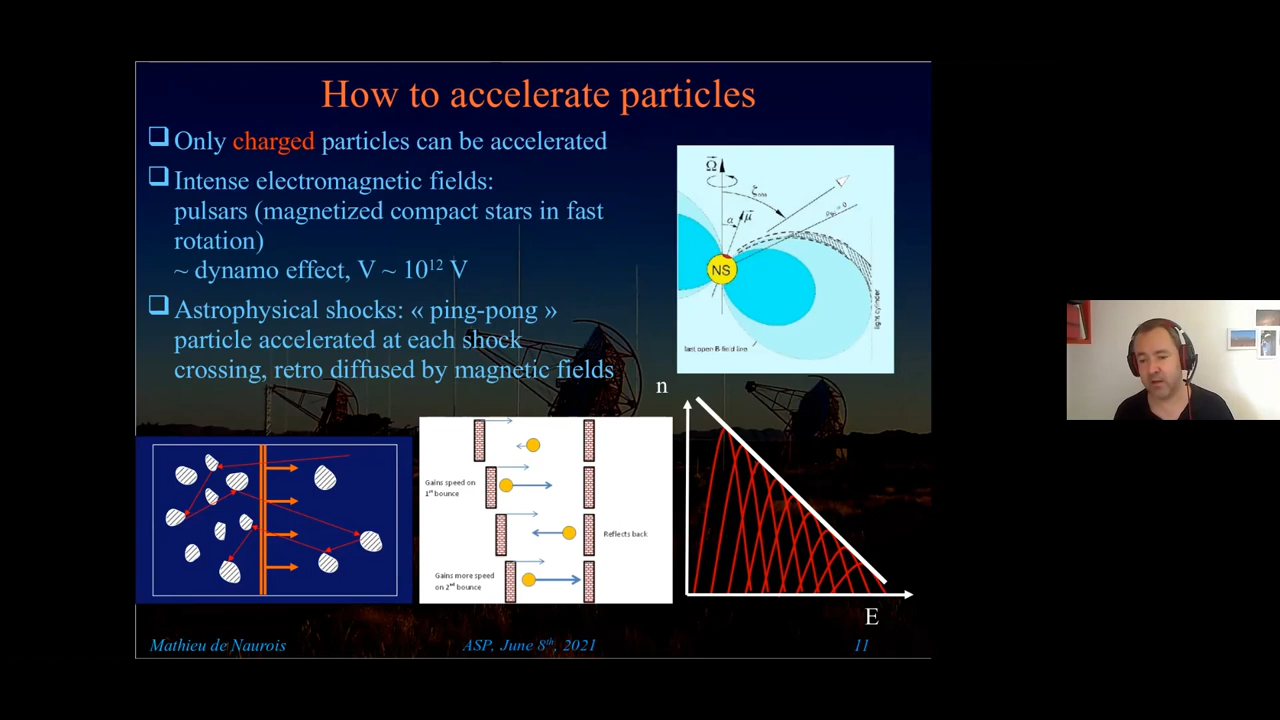 How to accelerate particles
Only charged particles can be accelerated
Intense electromagnetic fields:
pulsars (magnetized compact stars in fast
rotation)
~ dynamo effect, V ~ 10¹² V
Astrophysical shocks: « ping-pong »
particle accelerated at each shock
crossing, retro diffused by magnetic fields
Ω
α
μ
NS
light cylinder
last open B-field line
Gains speed on
1st bounce
Reflects back
Gains more speed
on 2nd bounce
n
E
Mathieu de Naurois
ASP, June 8th, 2021
11